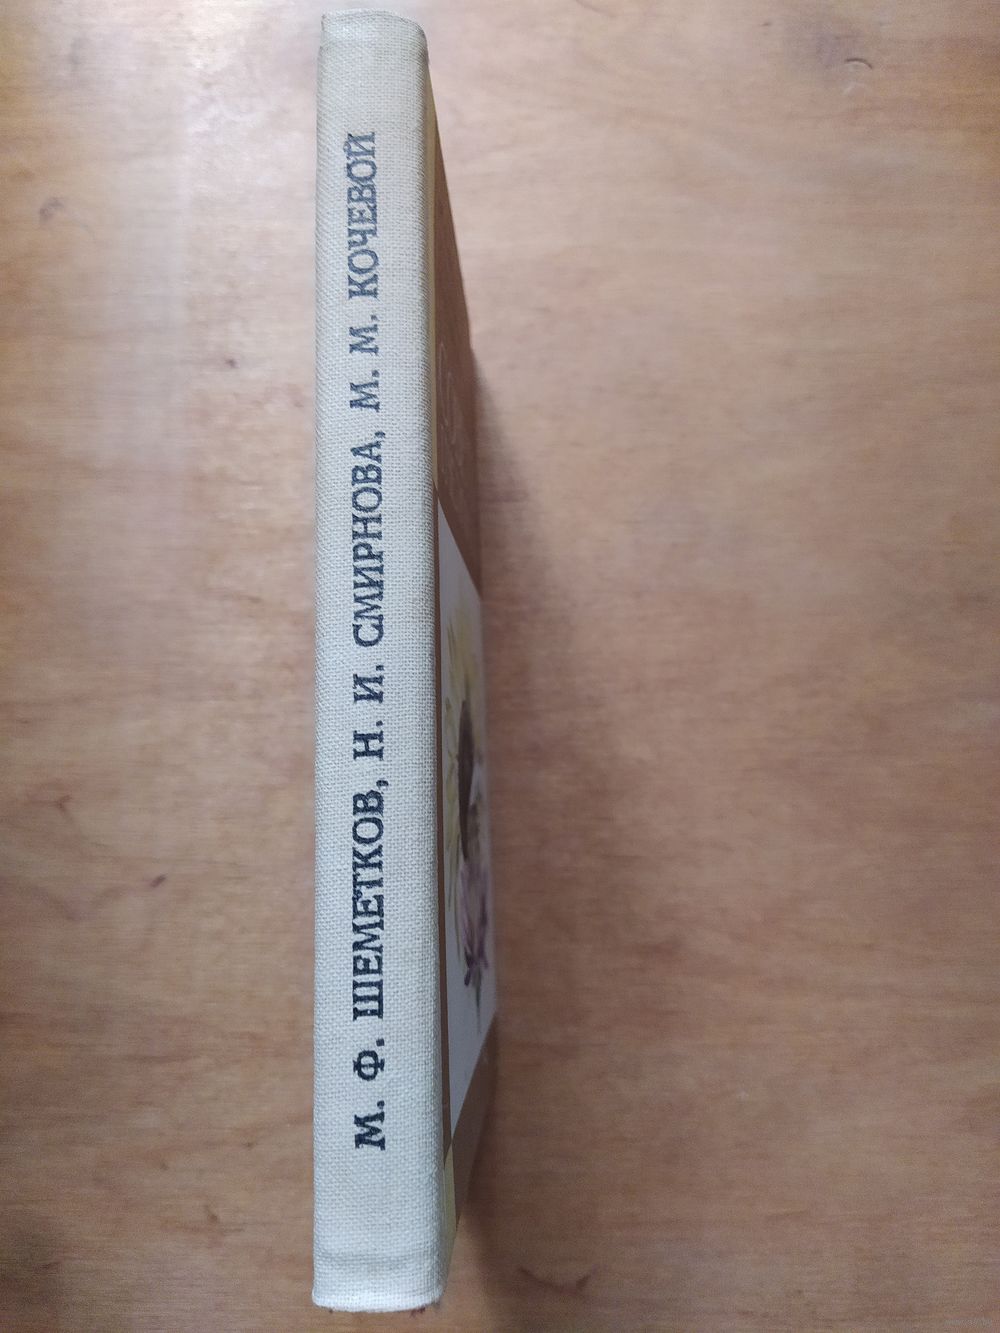 М. Ф. ШЕМЕТКОВ, Н. И. СМИРНОВА, М. М. КОЧЕВОЙ